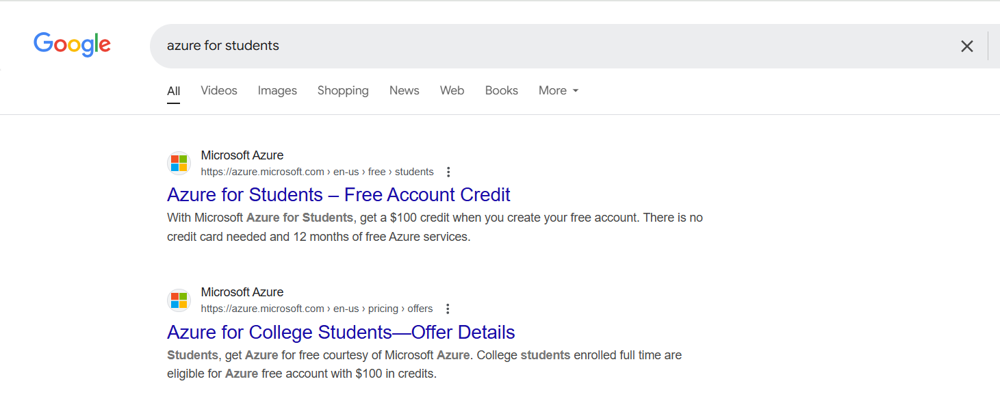 Google
azure for students
All Videos Images Shopping News Web Books More
Microsoft Azure
https://azure.microsoft.com › en-us › free › students
Azure for Students – Free Account Credit
With Microsoft Azure for Students, get a $100 credit when you create your free account. There is no
credit card needed and 12 months of free Azure services.
Microsoft Azure
https://azure.microsoft.com › en-us › pricing › offers
Azure for College Students—Offer Details
Students, get Azure for free courtesy of Microsoft Azure. College students enrolled full time are
eligible for Azure free account with $100 in credits.